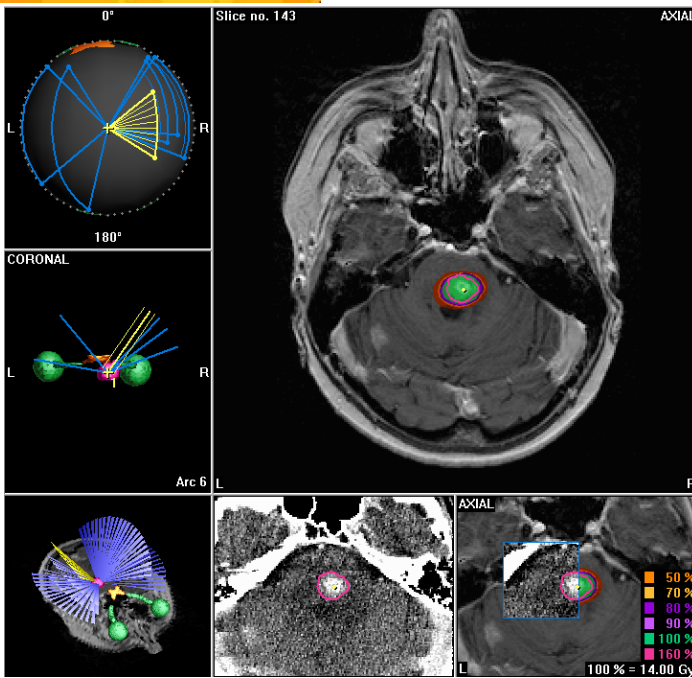 0°
L
R
180°
CORONAL
L
R
Arc 6
Slice no. 143
AXIAL
L
AXIAL
50 %
70 %
80 %
90 %
100 %
160 %
L
100 % = 14.00 Gy